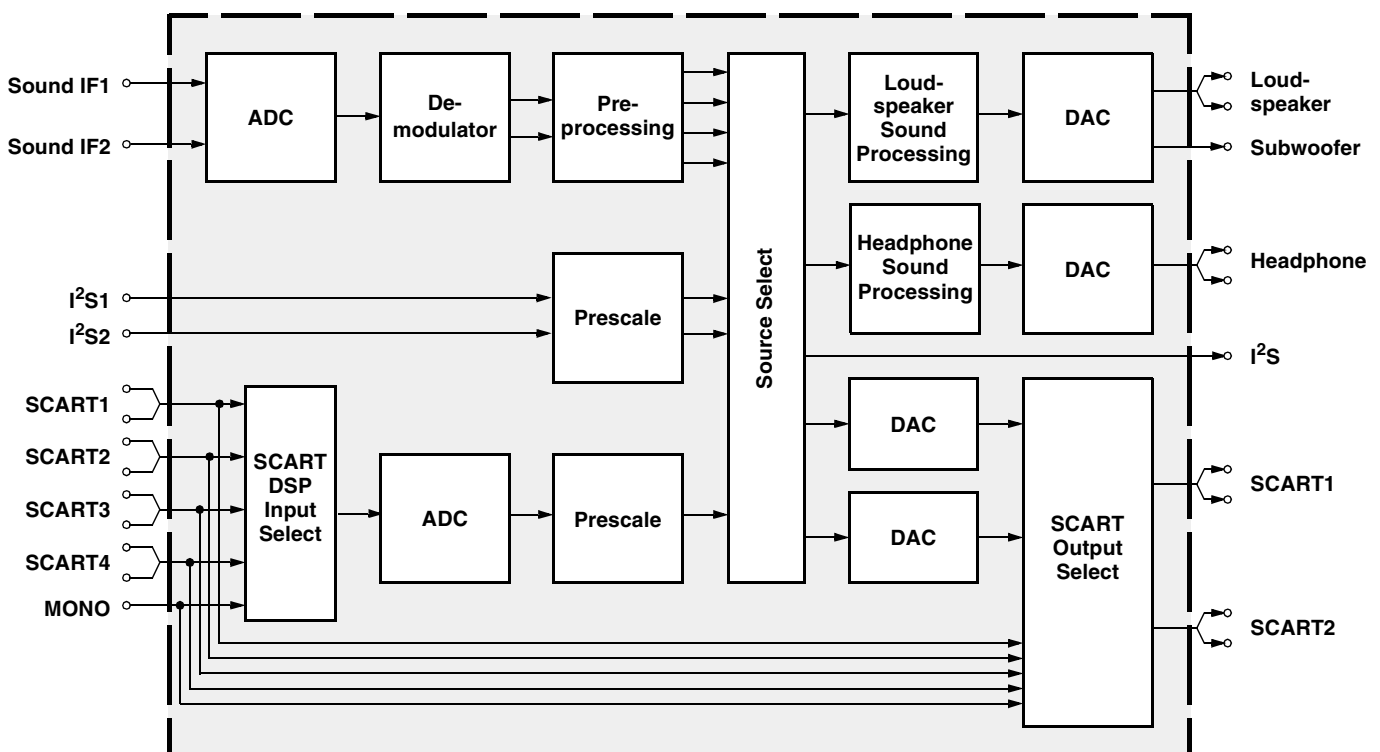 Sound IF1
Sound IF2
ADC
De-
modulator
Pre-
processing
Source Select
Loud-
speaker
Sound
Processing
DAC
Loud-
speaker
Subwoofer
Headphone
Sound
Processing
DAC
Headphone
I²S1
I²S2
Prescale
I²S
SCART1
SCART2
SCART3
SCART4
MONO
SCART
DSP
Input
Select
ADC
Prescale
DAC
DAC
SCART
Output
Select
SCART1
SCART2